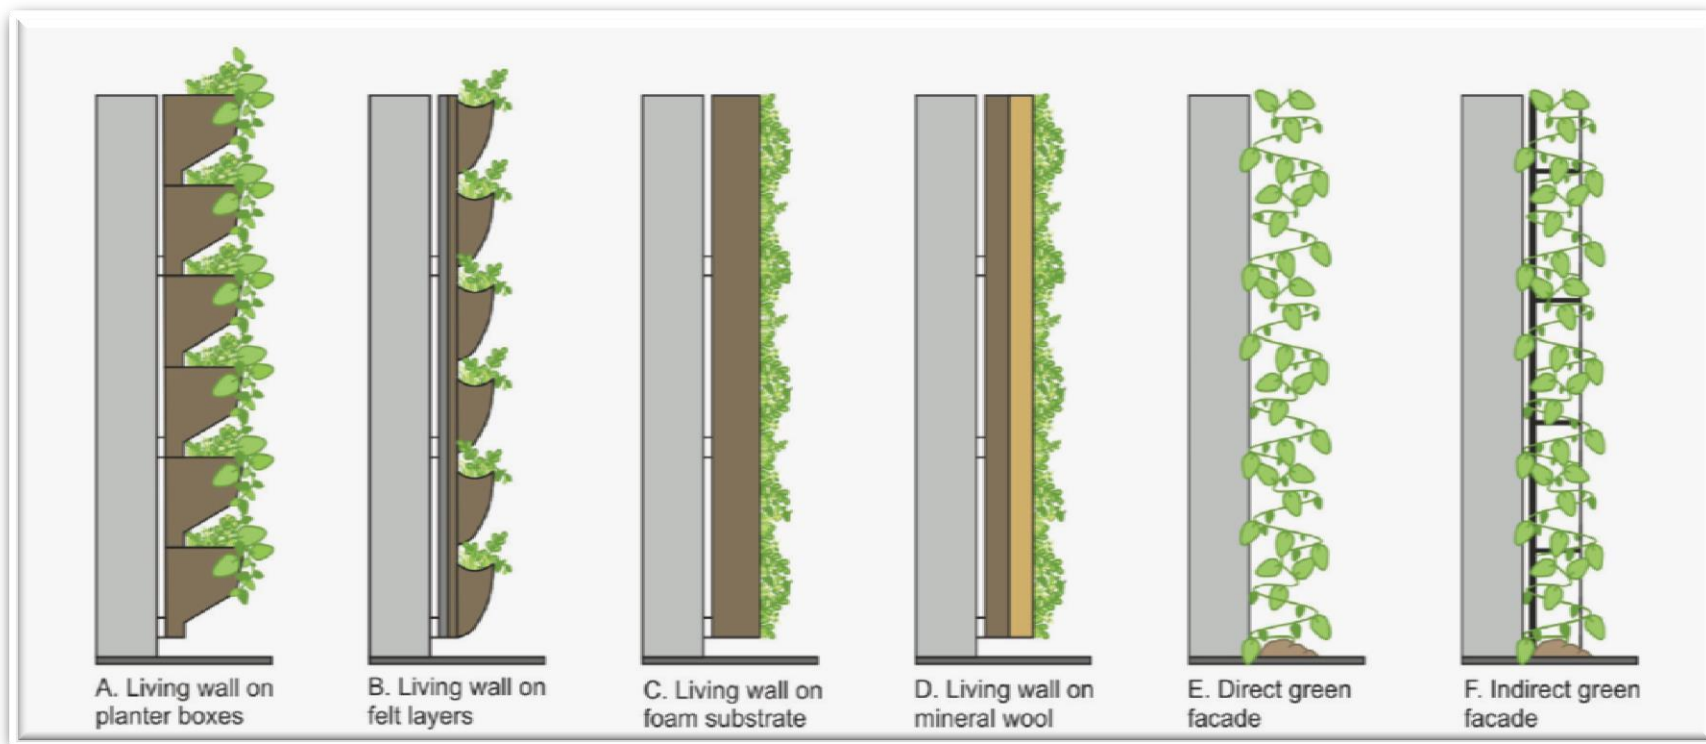 A. Living wall on
planter boxes
B. Living wall on
felt layers
C. Living wall on
foam substrate
D. Living wall on
mineral wool
E. Direct green
facade
F. Indirect green
facade